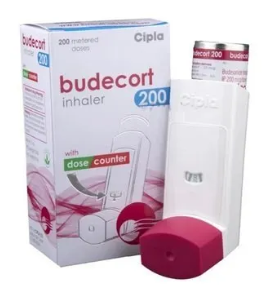 200 metered
doses
Cipla
budecort
inhaler
200
with
dose counter
Cipla
budecort 200